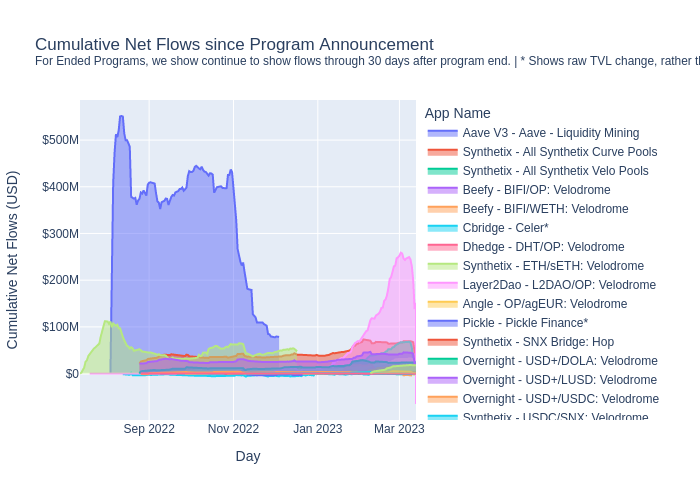 Cumulative Net Flows since Program Announcement
For Ended Programs, we show continue to show flows through 30 days after program end. | * Shows raw TVL change, rather
App Name
Aave V3 - Aave - Liquidity Mining
Synthetix - All Synthetix Curve Pools
Synthetix - All Synthetix Velo Pools
Beefy - BIFI/OP: Velodrome
Beefy - BIFI/WETH: Velodrome
Cbridge - Celer*
Dhedge - DHT/OP: Velodrome
Synthetix - ETH/sETH: Velodrome
Layer2Dao - L2DAO/OP: Velodrome
Angle - OP/agEUR: Velodrome
Pickle - Pickle Finance*
Synthetix - SNX Bridge: Hop
Overnight - USD+/DOLA: Velodrome
Overnight - USD+/LUSD: Velodrome
Overnight - USD+/USDC: Velodrome
Synthetix - USDC/SNX: Velodrome
$500M
$400M
$300M
$200M
$100M
$0
Cumulative Net Flows (USD)
Sep 2022
Nov 2022
Jan 2023
Mar 2023
Day